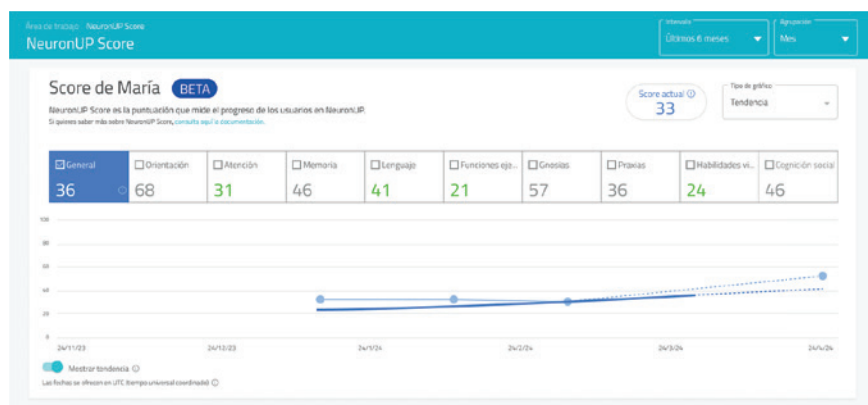 Área de trabajo NeuronUP Score
NeuronUP Score
Intervalo
Últimos 6 meses
Agrupación
Mes
Score de María BETA
NeuronUP Score es la puntuación que mide el progreso de los usuarios en NeuronUP.
Si quieres saber más sobre NeuronUP Score, consulta aquí la documentación.
Score actual
33
Tipo de gráfico
Tendencia
General
36
Orientación
68
Atención
31
Memoria
46
Lenguaje
41
Funciones eje...
21
Gnosias
57
Praxias
36
Habilidades vi...
24
Cognición social
46
100
80
60
40
20
0
24/11/23 24/12/23 24/1/24 24/2/24 24/3/24 24/4/24
Mostrar tendencia
Las fechas se ofrecen en UTC (tiempo universal coordinado)